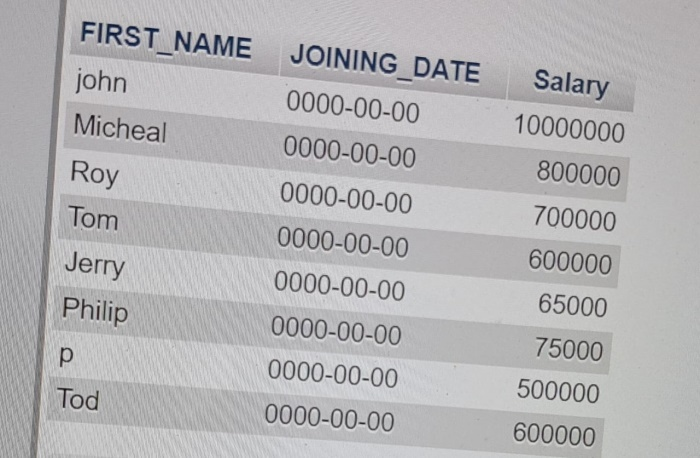 FIRST_NAME JOINING_DATE Salary
john 0000-00-00 10000000
Micheal 0000-00-00 800000
Roy 0000-00-00 700000
Tom 0000-00-00 600000
Jerry 0000-00-00 65000
Philip 0000-00-00 75000
p 0000-00-00 500000
Tod 0000-00-00 600000